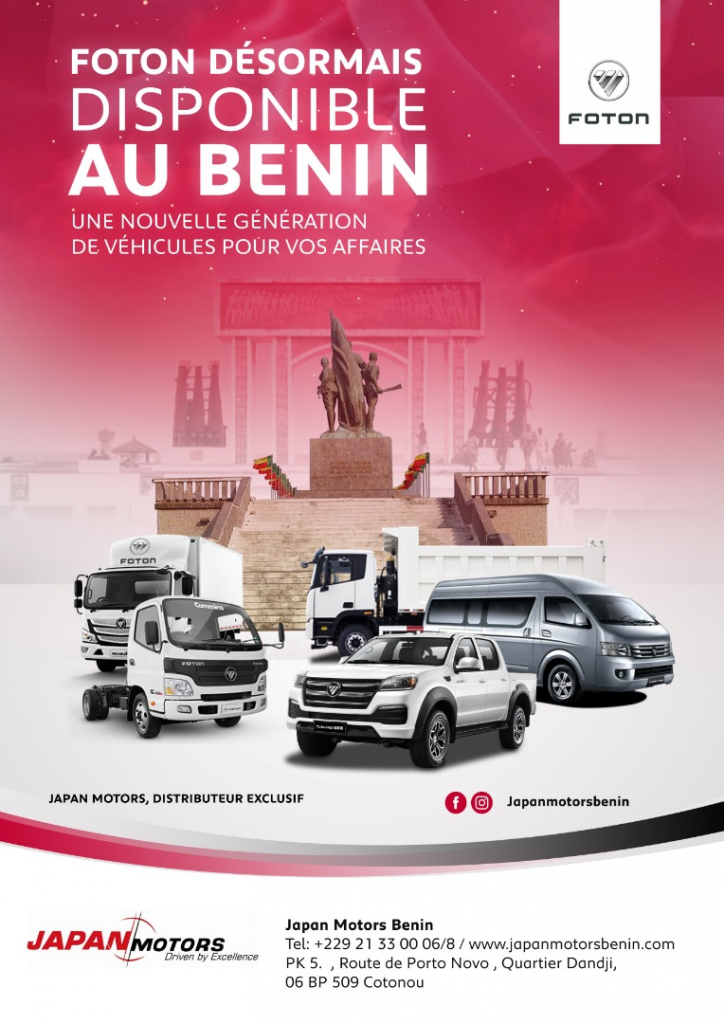 FOTON DÉSORMAIS
DISPONIBLE
AU BENIN
UNE NOUVELLE GÉNÉRATION
DE VÉHICULES POUR VOS AFFAIRES
FOTON
FOTON
Cummins
FOTON
JAPAN MOTORS, DISTRIBUTEUR EXCLUSIF
Japanmotorsbenin
JAPAN MOTORS
Driven by Excellence
Japan Motors Benin
Tel: +229 21 33 00 06/8 / www.japanmotorsbenin.com
PK 5. , Route de Porto Novo , Quartier Dandji,
06 BP 509 Cotonou